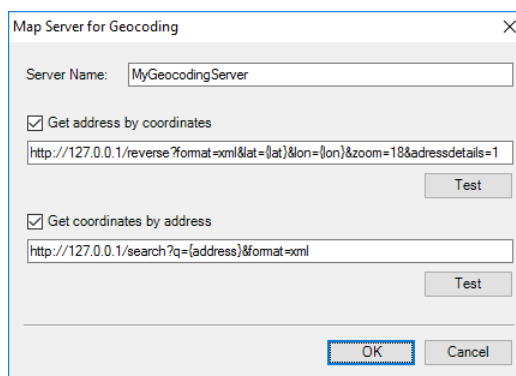 Map Server for Geocoding
Server Name: MyGeocodingServer
Get address by coordinates
http://127.0.0.1/reverse?format=xml&lat={lat}&lon={lon}&zoom=18&adressdetails=1
Test
Get coordinates by address
http://127.0.0.1/search?q={address}&format=xml
Test
OK Cancel